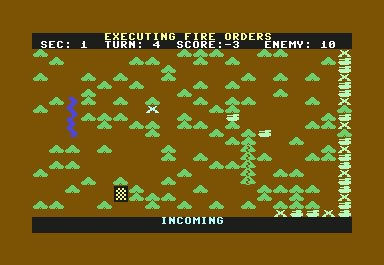 EXECUTING FIRE ORDERS
SEC: 1 TURN: 4 SCORE:-3 ENEMY: 10
INCOMING